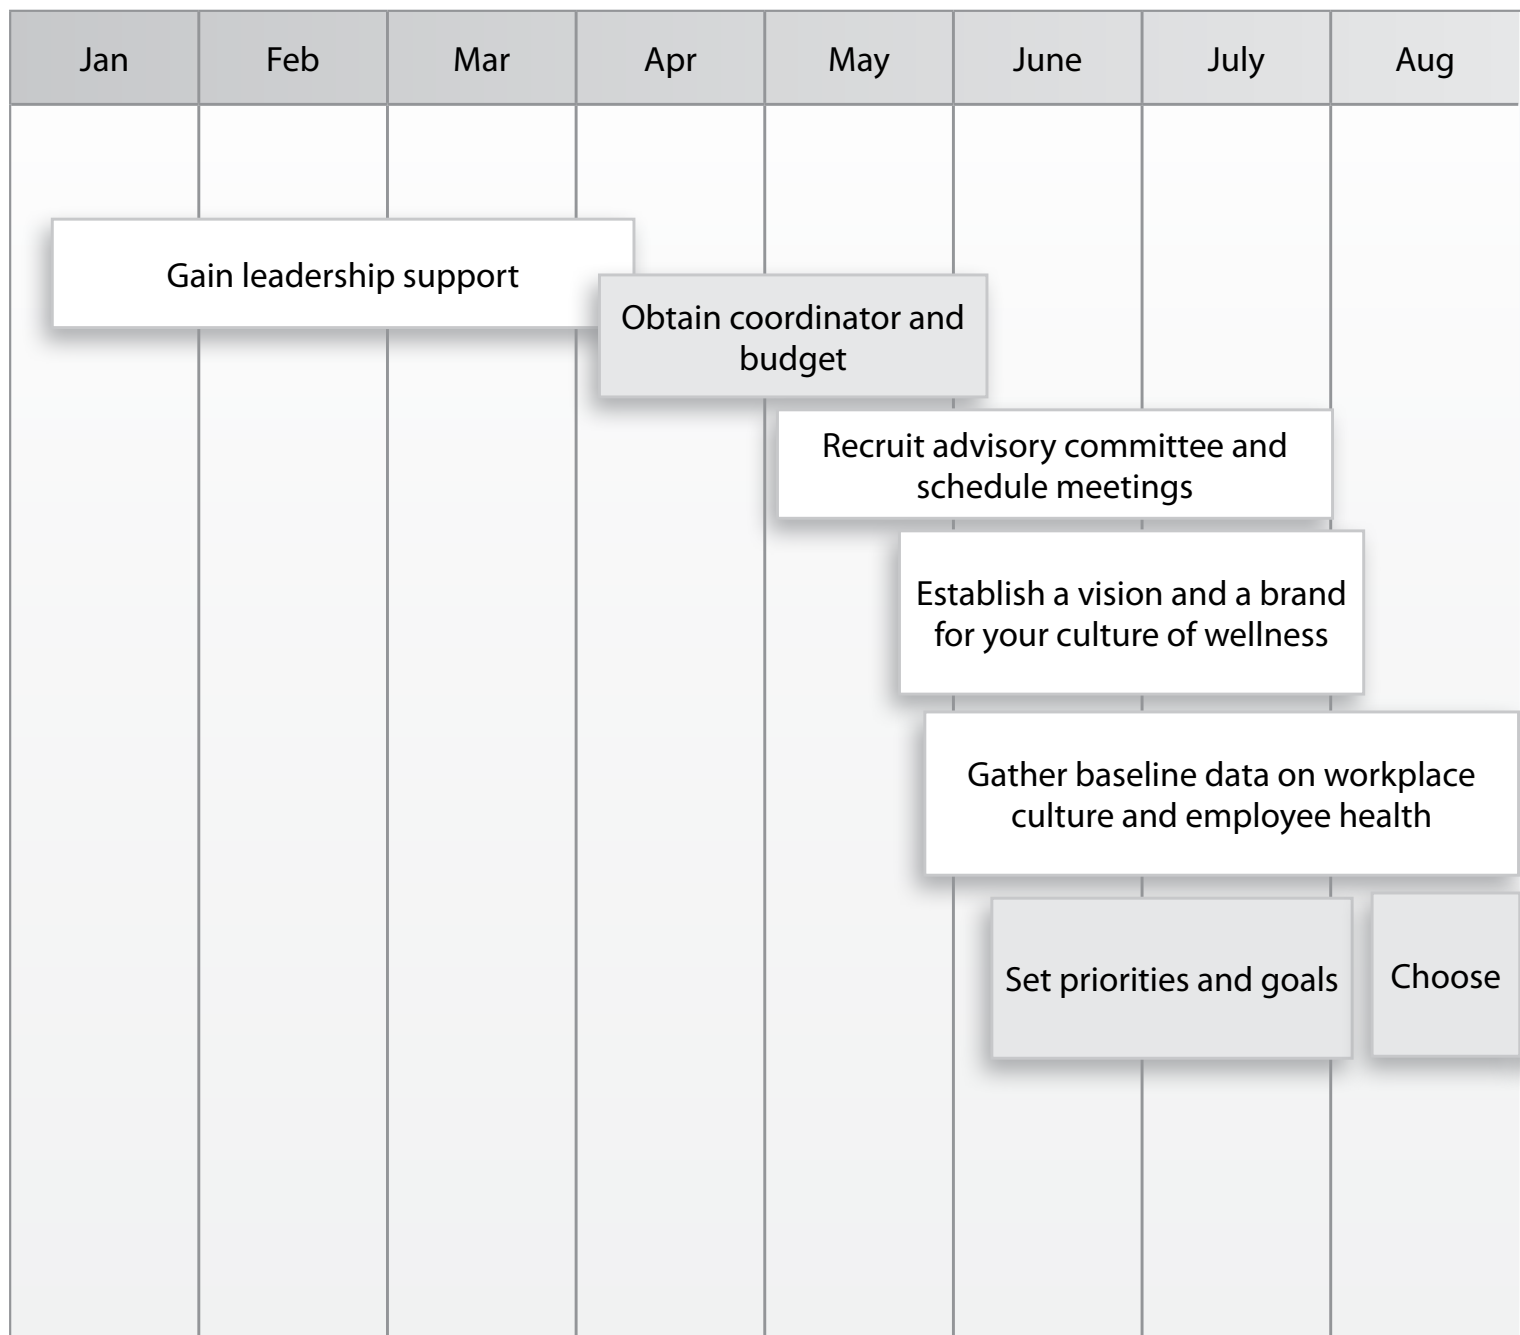 Jan Feb Mar Apr May June July Aug
Gain leadership support
Obtain coordinator and
budget
Recruit advisory committee and
schedule meetings
Establish a vision and a brand
for your culture of wellness
Gather baseline data on workplace
culture and employee health
Set priorities and goals
Choose